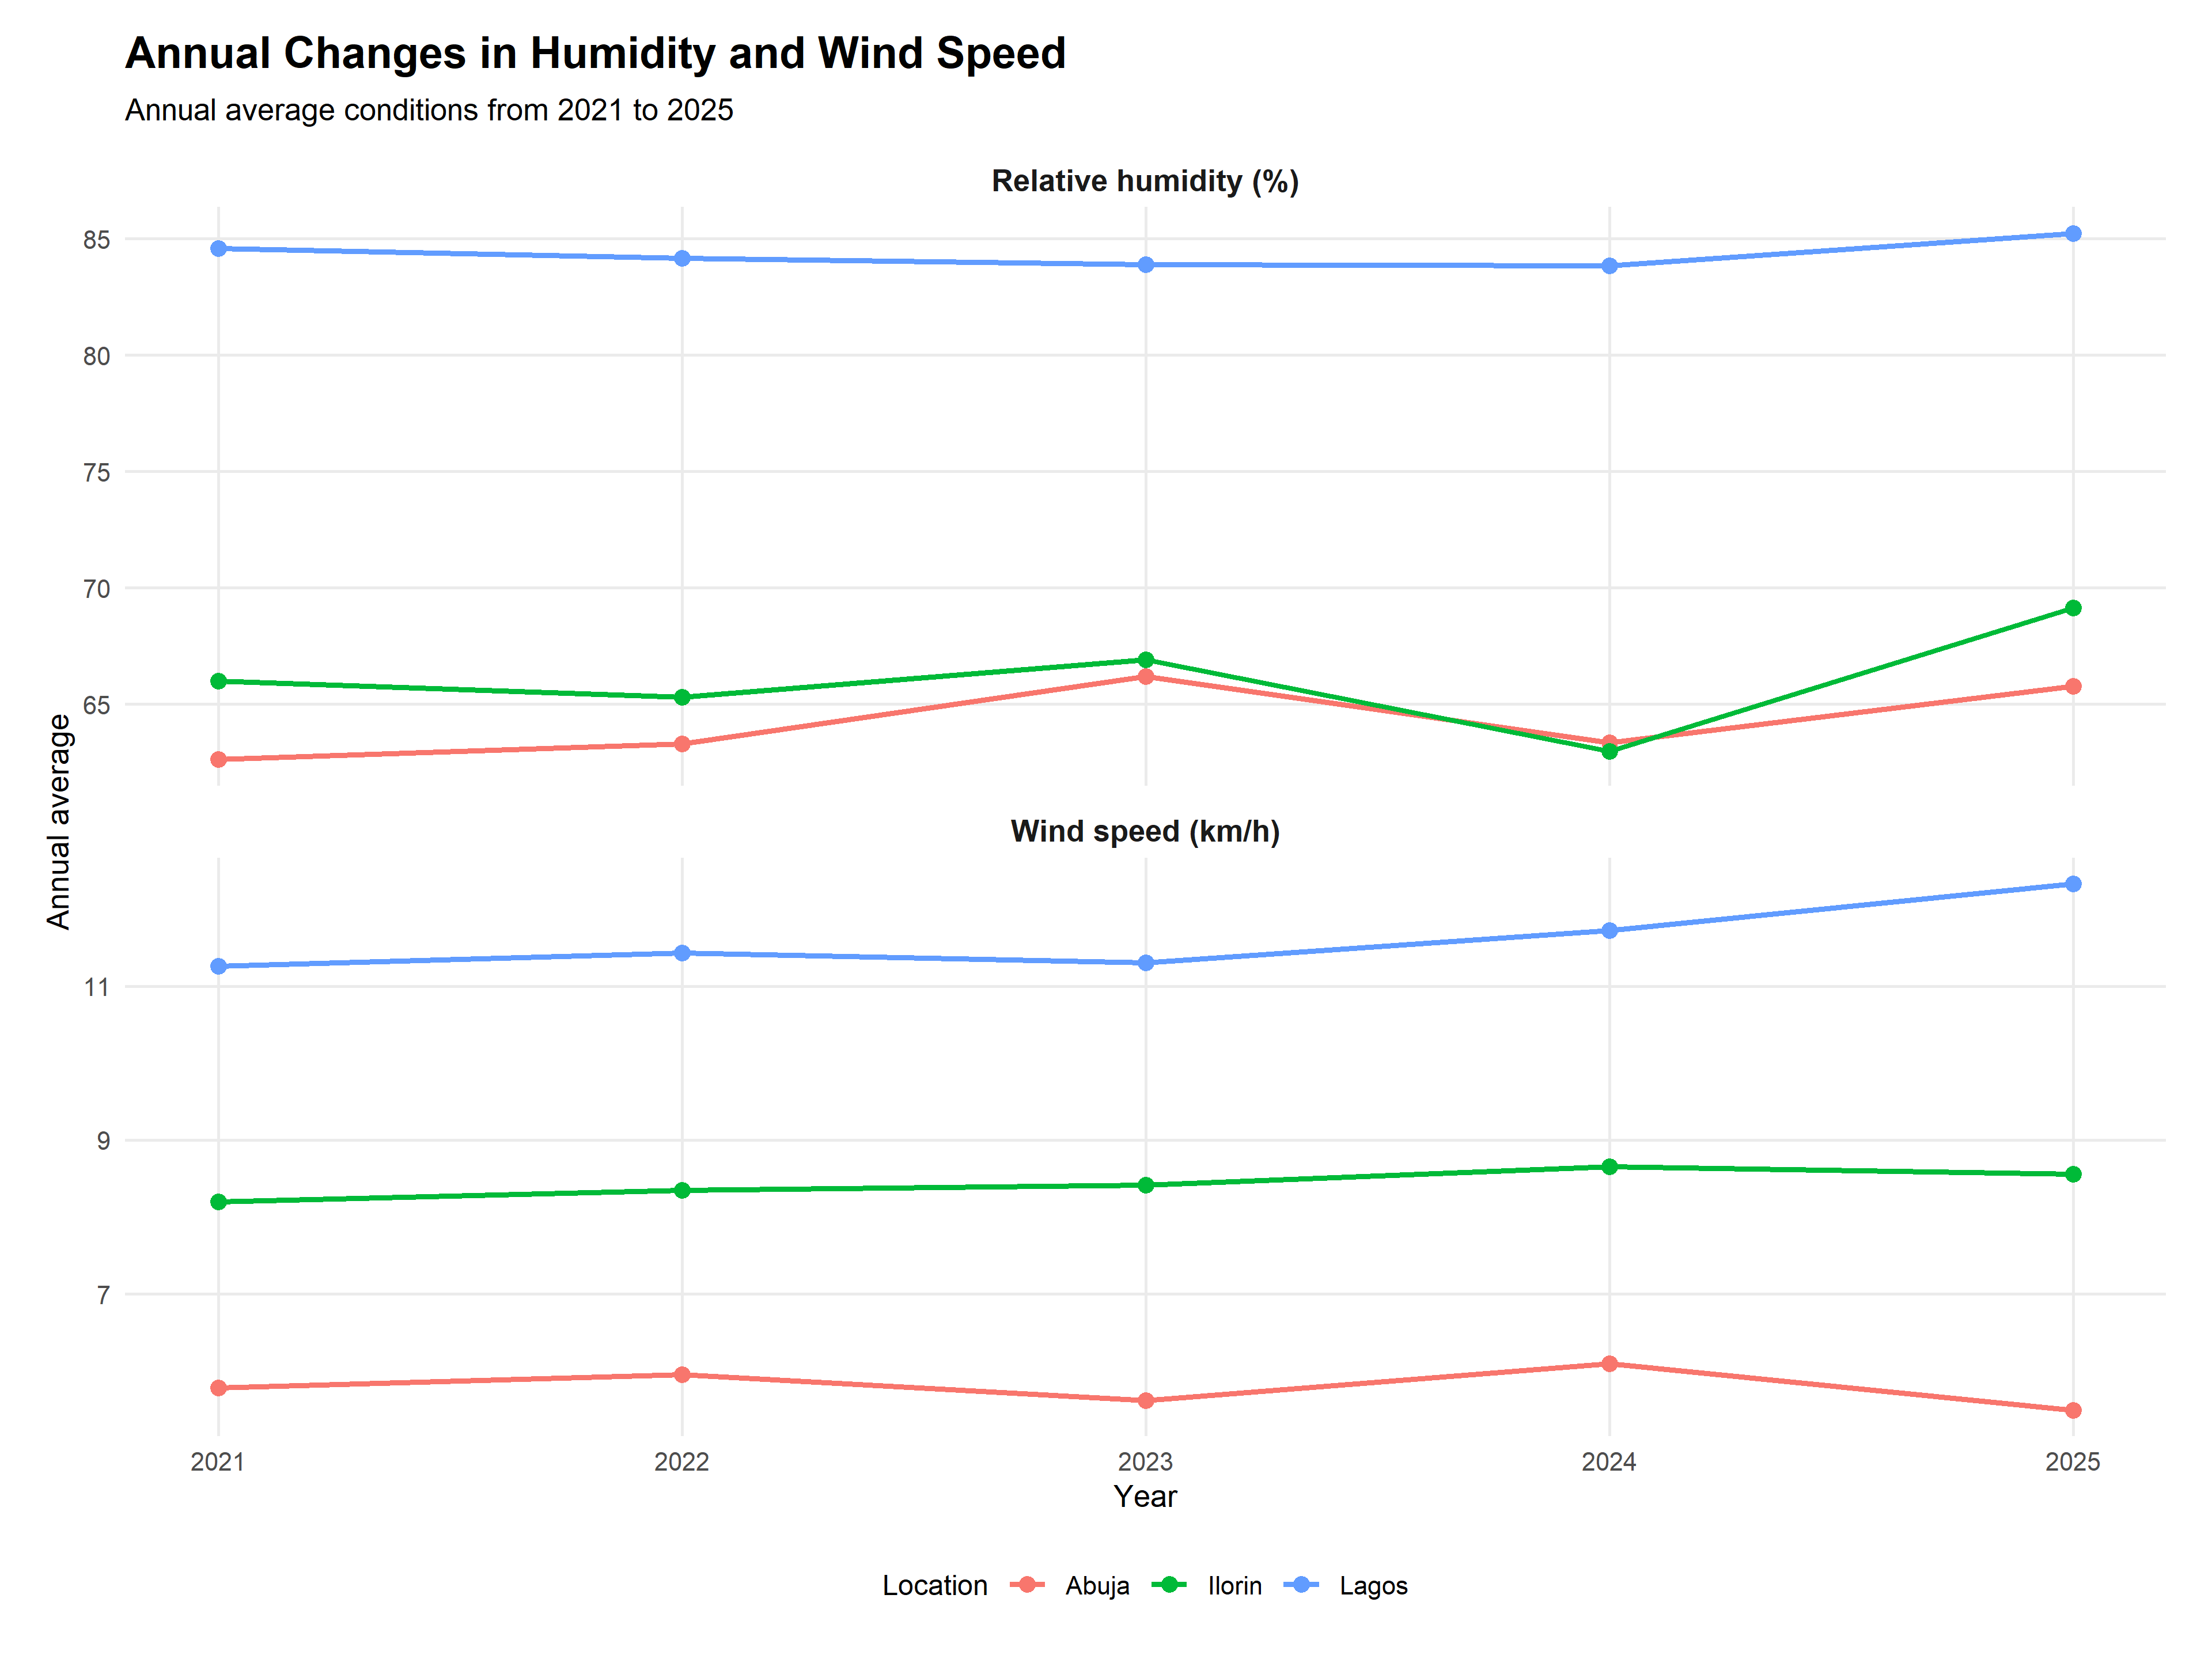 Annual Changes in Humidity and Wind Speed
Annual average conditions from 2021 to 2025
Relative humidity (%)
85
80
75
70
65
Annual average
Wind speed (km/h)
11
9
7
2021 2022 2023 2024 2025
Year
Location Abuja Ilorin Lagos